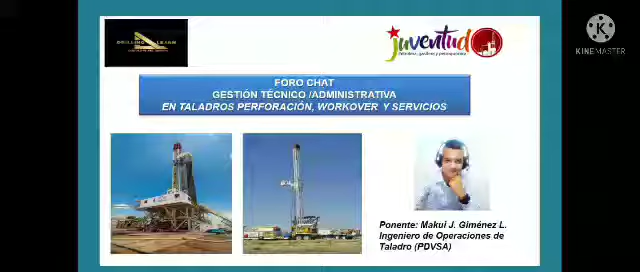 juventud
KINEMASTER
FORO CHAT
GESTIÓN TÉCNICO /ADMINISTRATIVA
EN TALADROS PERFORACIÓN, WORKOVER Y SERVICIOS
Ponente: Makui J. Giménez L.
Ingeniero de Operaciones de
Taladro (PDVSA)